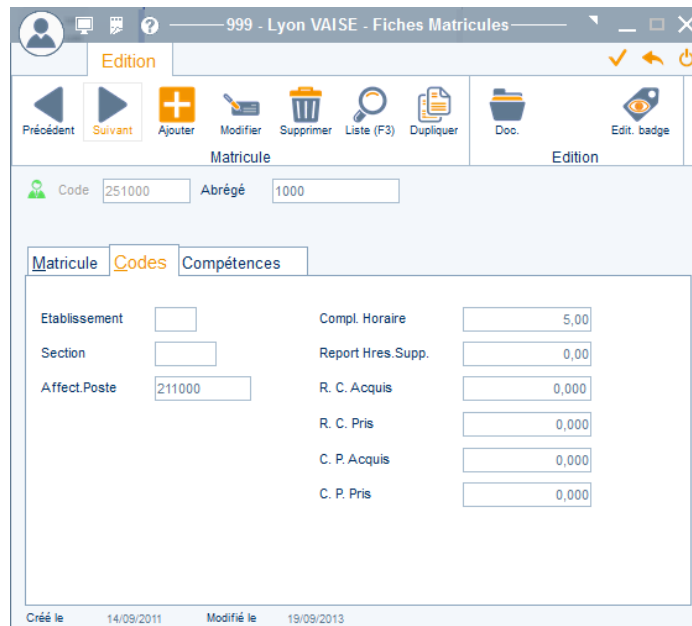 999 - Lyon VAISE - Fiches Matricules
Edition
Précédent Suivant Ajouter Modifier Supprimer Liste (F3) Dupliquer Doc. Edit. badge
Matricule Edition
Code 251000 Abrégé 1000
Matricule Codes Compétences
Etablissement Compl. Horaire 5,00
Section Report Hres.Supp. 0,00
Affect.Poste 211000 R. C. Acquis 0,000
R. C. Pris 0,000
C. P. Acquis 0,000
C. P. Pris 0,000
Créé le 14/09/2011 Modifié le 19/09/2013